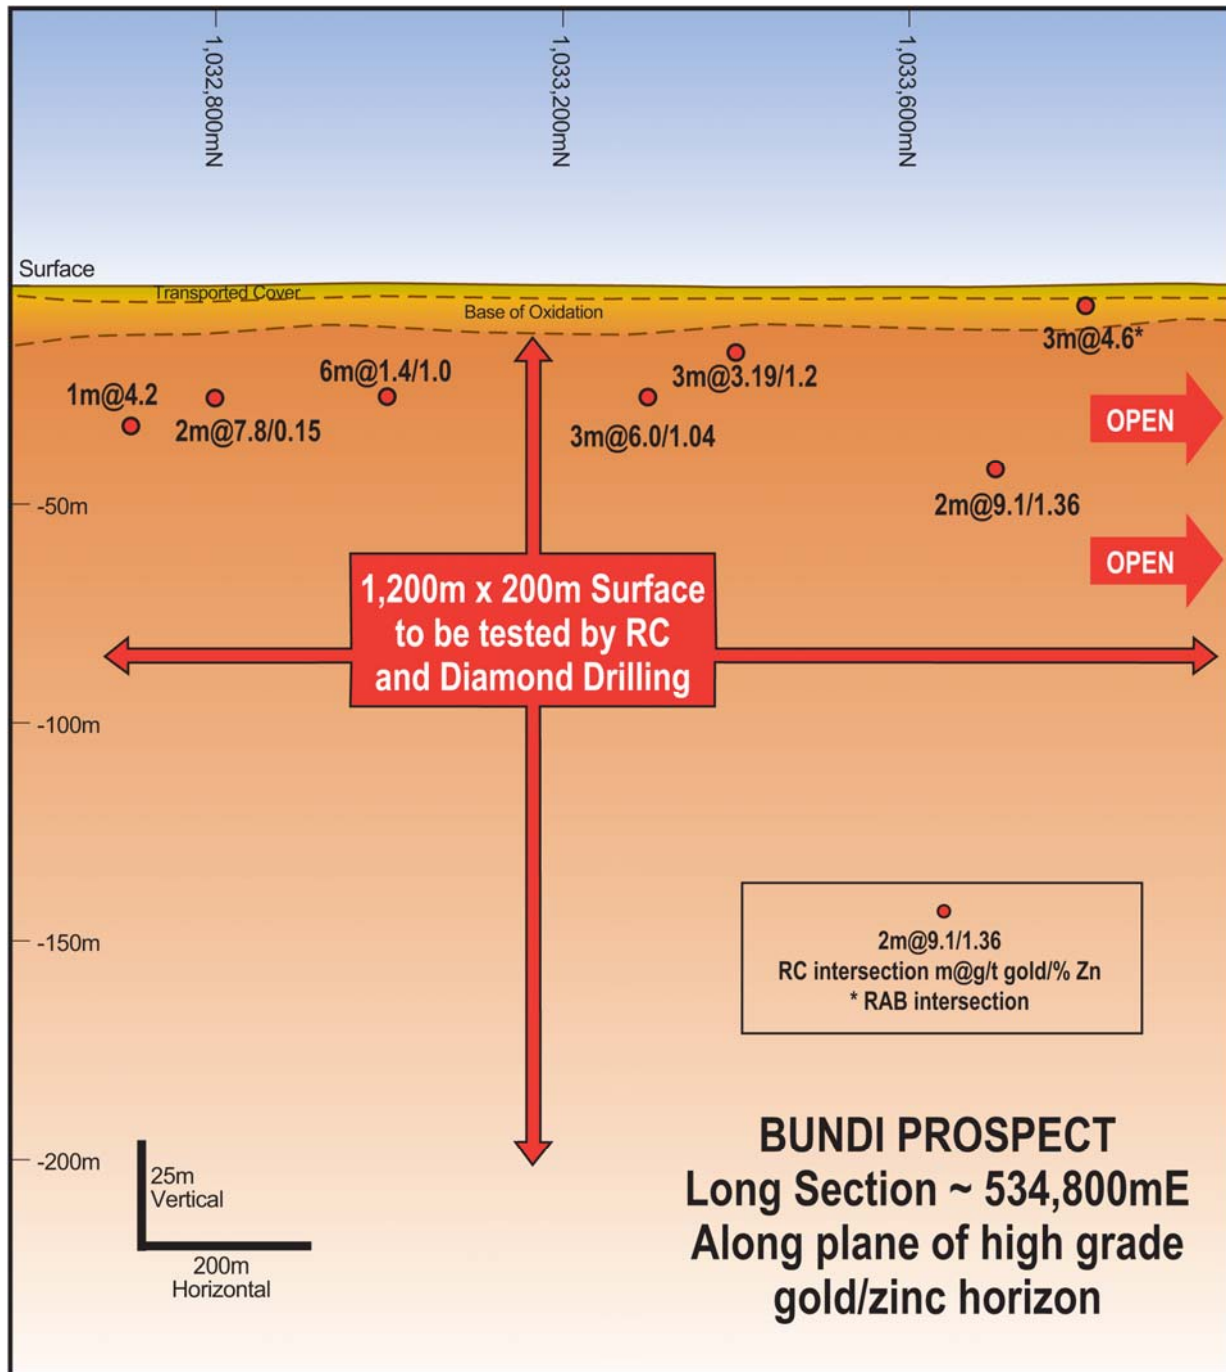 1,032,800mN
1,033,200mN
1,033,600mN
Surface
Transported Cover
Base of Oxidation
3m@4.6*
6m@1.4/1.0
3m@3.19/1.2
1m@4.2
2m@7.8/0.15
3m@6.0/1.04
OPEN
2m@9.1/1.36
-50m
OPEN
1,200m x 200m Surface
to be tested by RC
and Diamond Drilling
-100m
-150m
2m@9.1/1.36
RC intersection m@g/t gold/% Zn
* RAB intersection
-200m
25m
Vertical
200m
Horizontal
BUNDI PROSPECT
Long Section ~ 534,800mE
Along plane of high grade
gold/zinc horizon